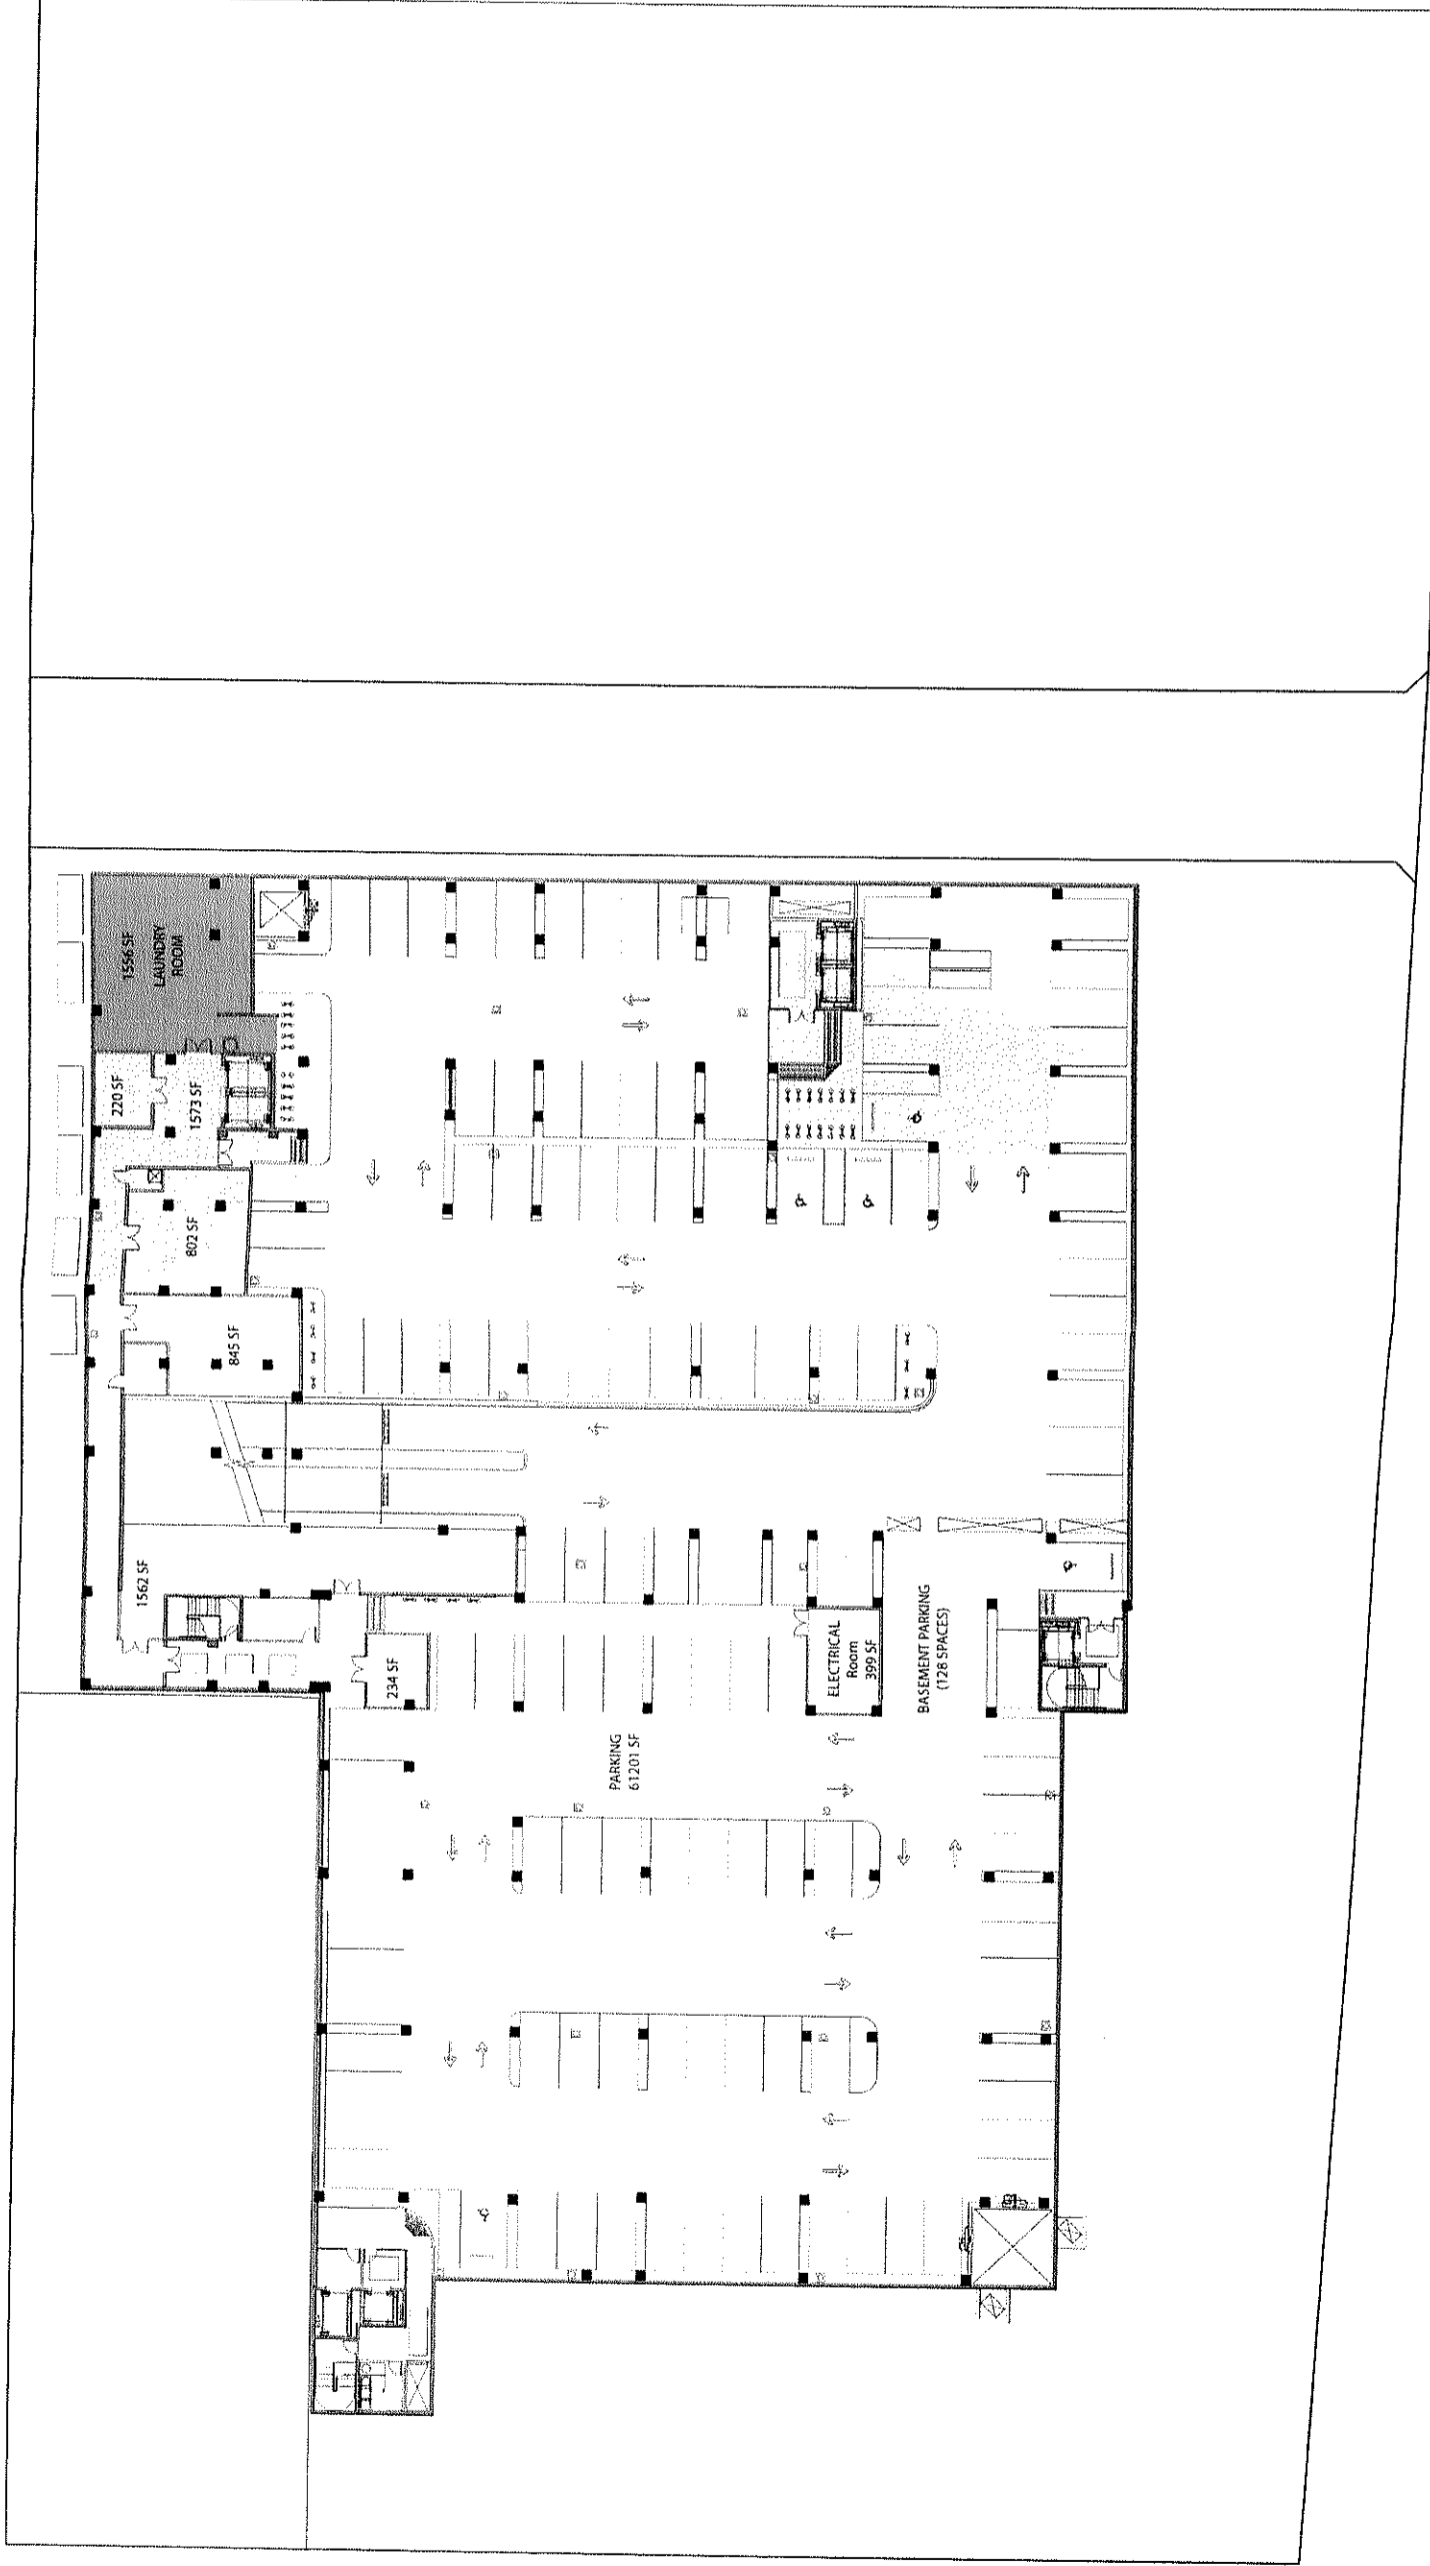 1556 SF
LAUNDRY
ROOM
220 SF
1573 SF
802 SF
845 SF
1562 SF
234 SF
ELECTRICAL
Room
399 SF
BASEMENT PARKING
(128 SPACES)
PARKING
61201 SF